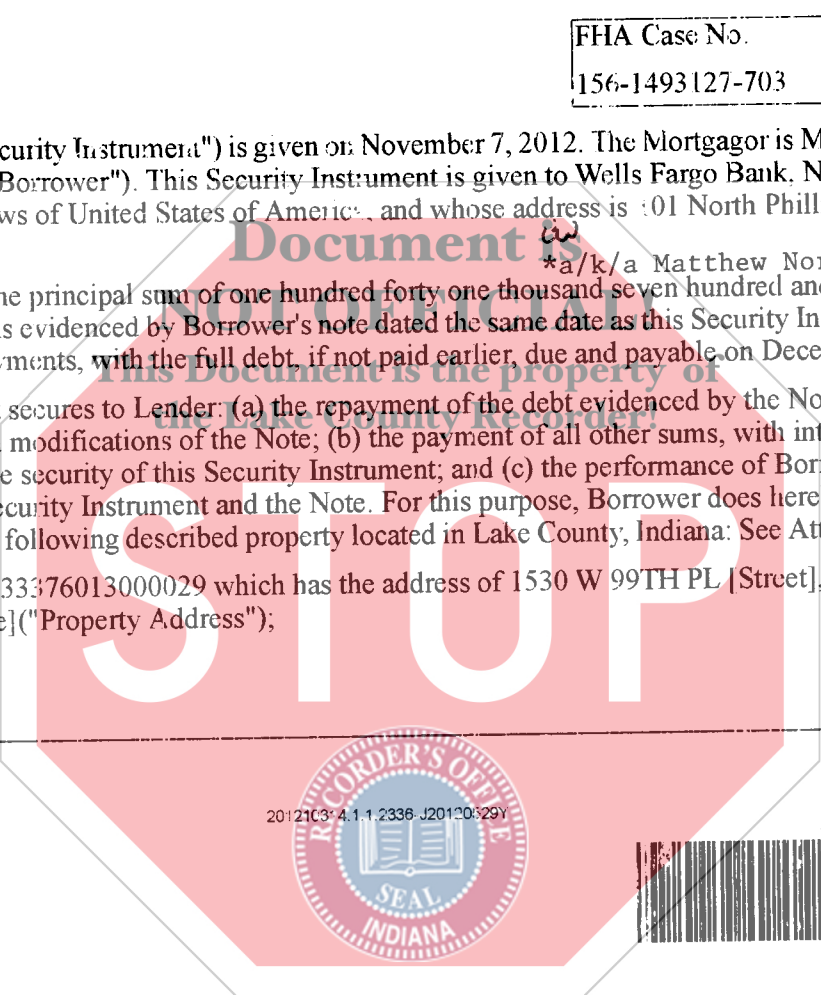 FHA Case No.
156-1493127-703
curity Instrument") is given on November 7, 2012. The Mortgagor is M
Borrower"). This Security Instrument is given to Wells Fargo Bank, N
ws of United States of America, and whose address is 101 North Phill
Document is
*a/k/a Matthew Nor
he principal sum of one hundred forty one thousand seven hundred and
NOT OFFICIAL!
s evidenced by Borrower's note dated the same date as this Security In
yments, with the full debt, if not paid earlier, due and payable on Dece
This Document is the property of
secures to Lender: (a) the repayment of the debt evidenced by the No
the Lake County Recorder!
modifications of the Note; (b) the payment of all other sums, with int
e security of this Security Instrument; and (c) the performance of Bor
ecurity Instrument and the Note. For this purpose, Borrower does here
following described property located in Lake County, Indiana: See Att
33376013000029 which has the address of 1530 W 99TH PL [Street],
e]("Property Address");
STOP
RECORDER'S OFFICE
SEAL
INDIANA